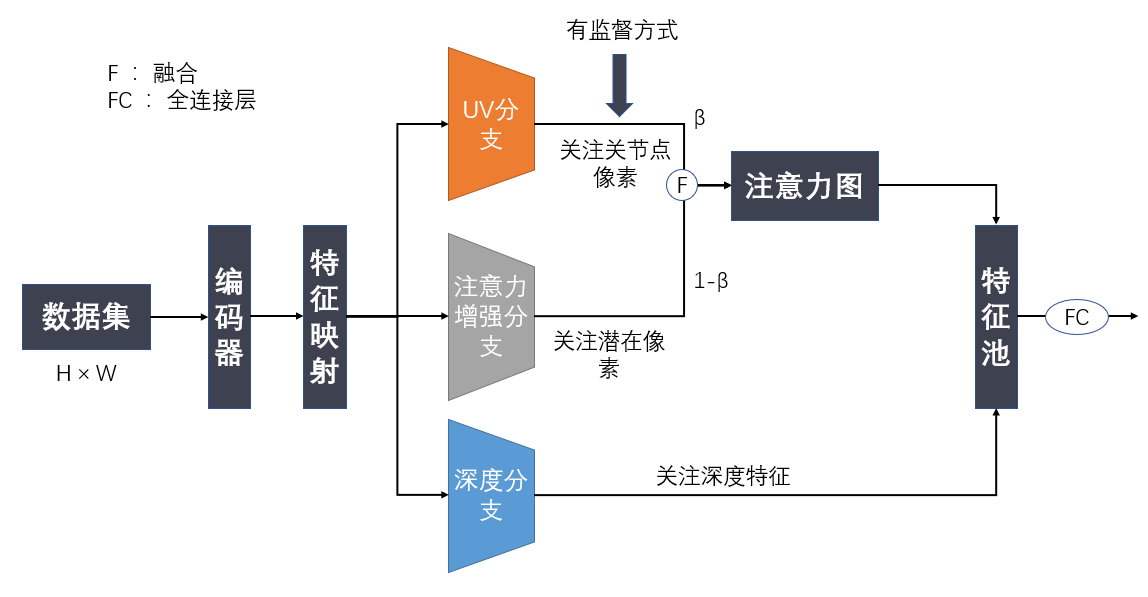 有监督方式
F ： 融合
FC ： 全连接层
UV分
支
β
关注关节点
像素
F
注意力图
数据集
H × W
编
码
器
特
征
映
射
注意力
增强分
支
1-β
关注潜在像
素
特
征
池
FC
深度分
支
关注深度特征